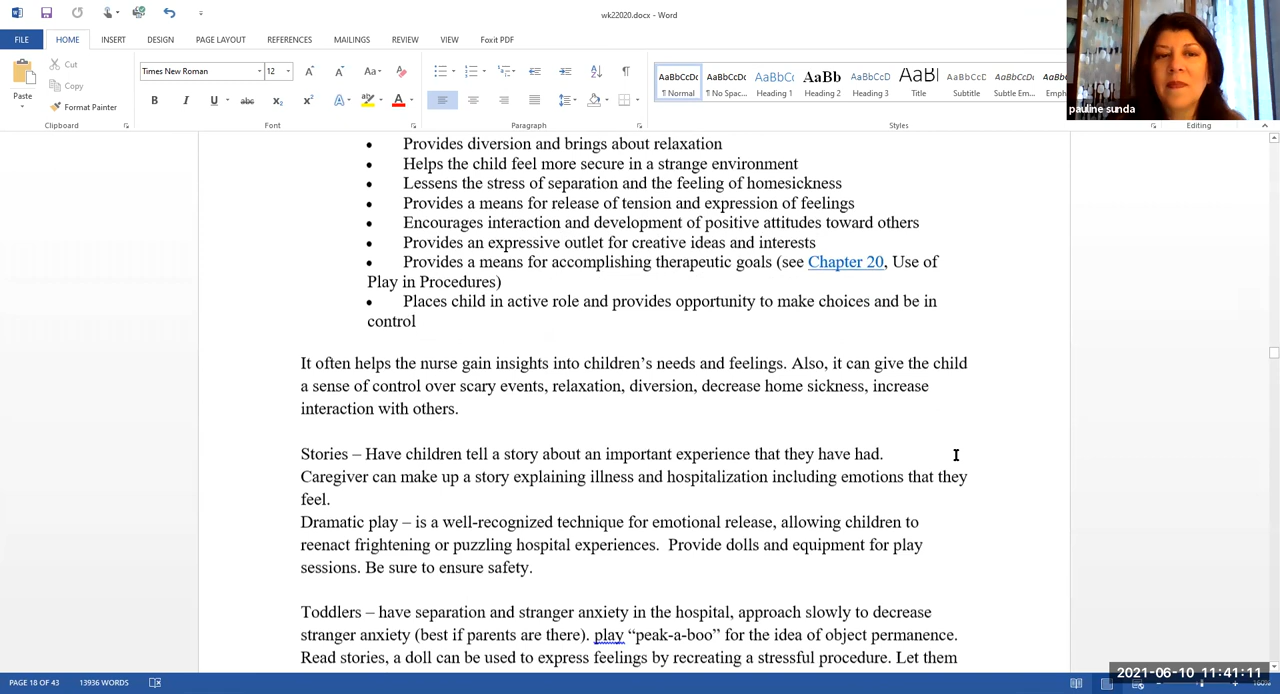 wk22020.docx - Word
FILE HOME INSERT DESIGN PAGE LAYOUT REFERENCES MAILINGS REVIEW VIEW Foxit PDF
Paste
Cut
Copy
Format Painter
Times New Roman 12
AaBbCcDc AaBbCcDc AaBbCc AaBb AaBbCcD AaB AaBbCcD AaBbCcDc
¶ Normal ¶ No Spac... Heading 1 Heading 2 Heading 3 Title Subtitle Subtle Em... Emph
Clipboard Font Paragraph Styles Editing
pauline sunda
• Provides diversion and brings about relaxation
• Helps the child feel more secure in a strange environment
• Lessens the stress of separation and the feeling of homesickness
• Provides a means for release of tension and expression of feelings
• Encourages interaction and development of positive attitudes toward others
• Provides an expressive outlet for creative ideas and interests
• Provides a means for accomplishing therapeutic goals (see Chapter 20, Use of
Play in Procedures)
• Places child in active role and provides opportunity to make choices and be in
control
It often helps the nurse gain insights into children’s needs and feelings. Also, it can give the child
a sense of control over scary events, relaxation, diversion, decrease home sickness, increase
interaction with others.
Stories – Have children tell a story about an important experience that they have had.
Caregiver can make up a story explaining illness and hospitalization including emotions that they
feel.
Dramatic play – is a well-recognized technique for emotional release, allowing children to
reenact frightening or puzzling hospital experiences.  Provide dolls and equipment for play
sessions. Be sure to ensure safety.
Toddlers – have separation and stranger anxiety in the hospital, approach slowly to decrease
stranger anxiety (best if parents are there). play “peak-a-boo” for the idea of object permanence.
Read stories, a doll can be used to express feelings by recreating a stressful procedure. Let them
PAGE 18 OF 43 13936 WORDS
2021-06-10 11:41:11